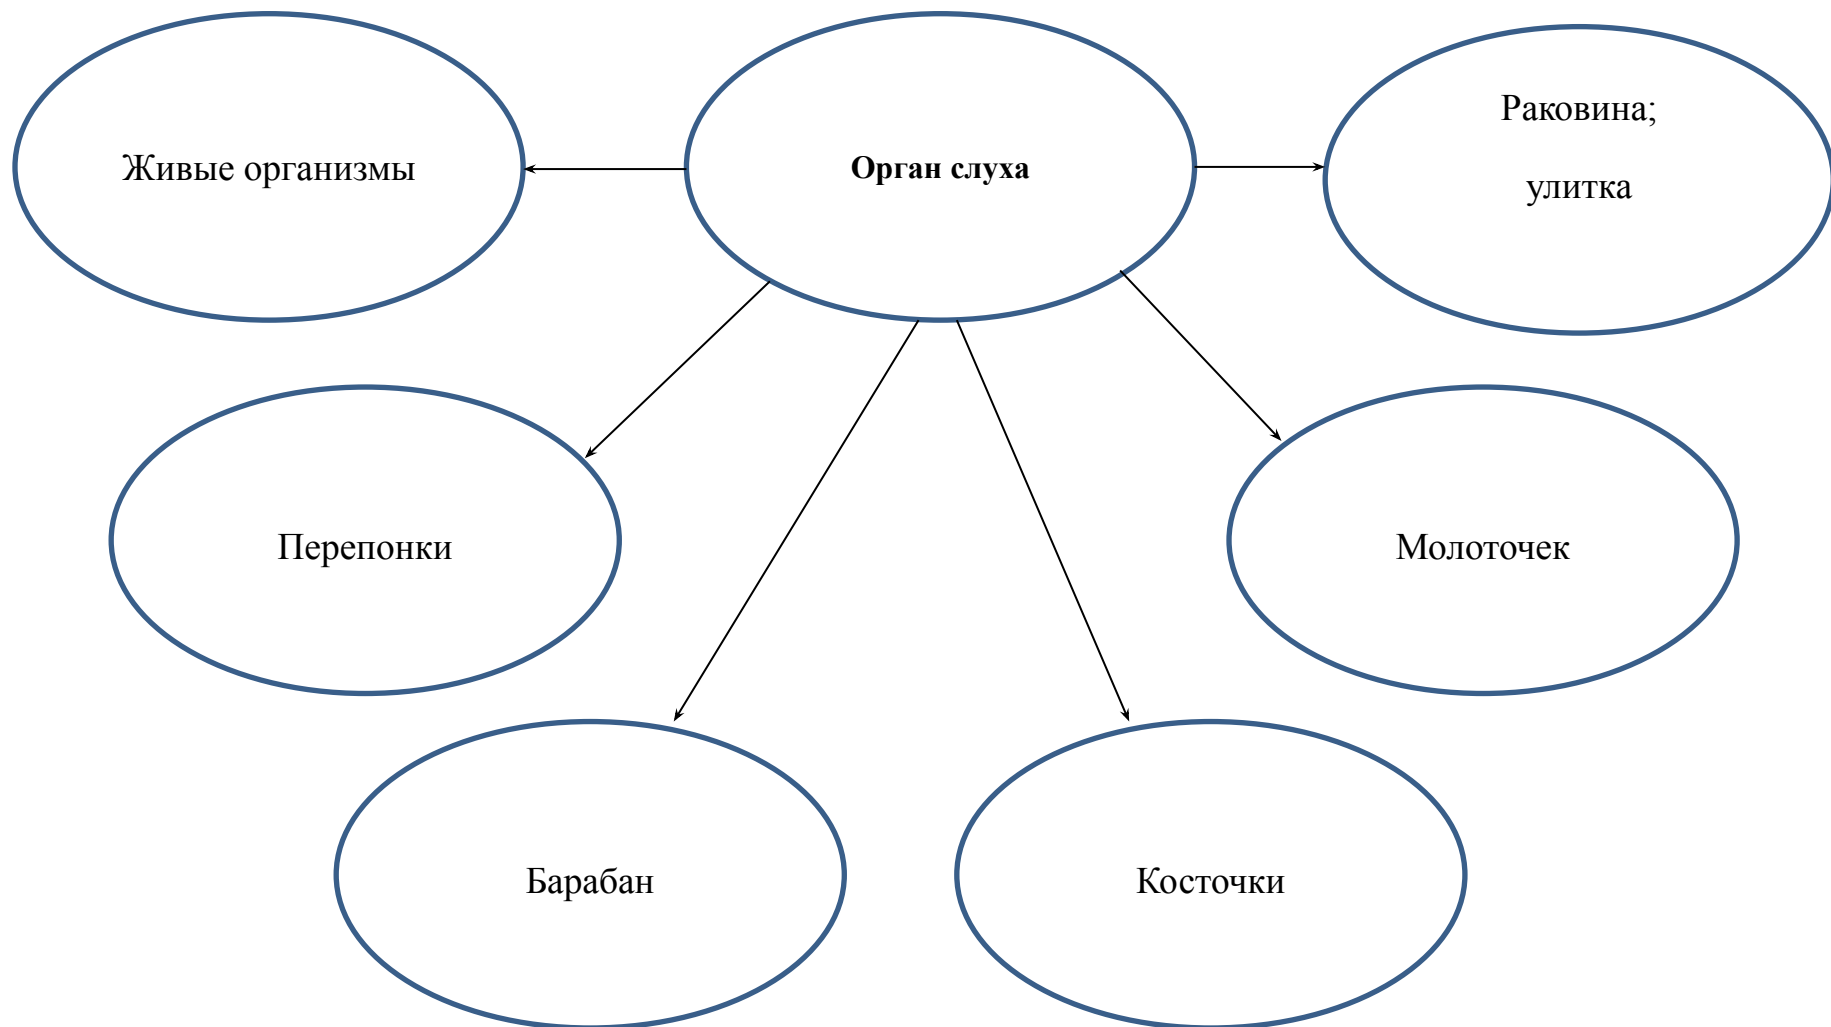 Живые организмы
Орган слуха
Раковина;
улитка
Перепонки
Молоточек
Барабан
Косточки